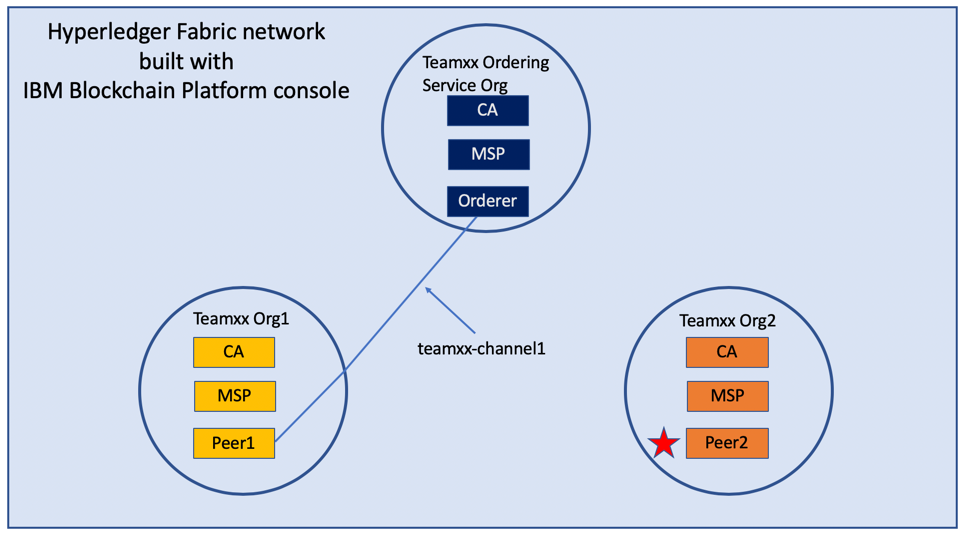 Hyperledger Fabric network
built with
IBM Blockchain Platform console
Teamxx Ordering
Service Org
CA
MSP
Orderer
teamxx-channel1
Teamxx Org1
CA
MSP
Peer1
Teamxx Org2
CA
MSP
Peer2